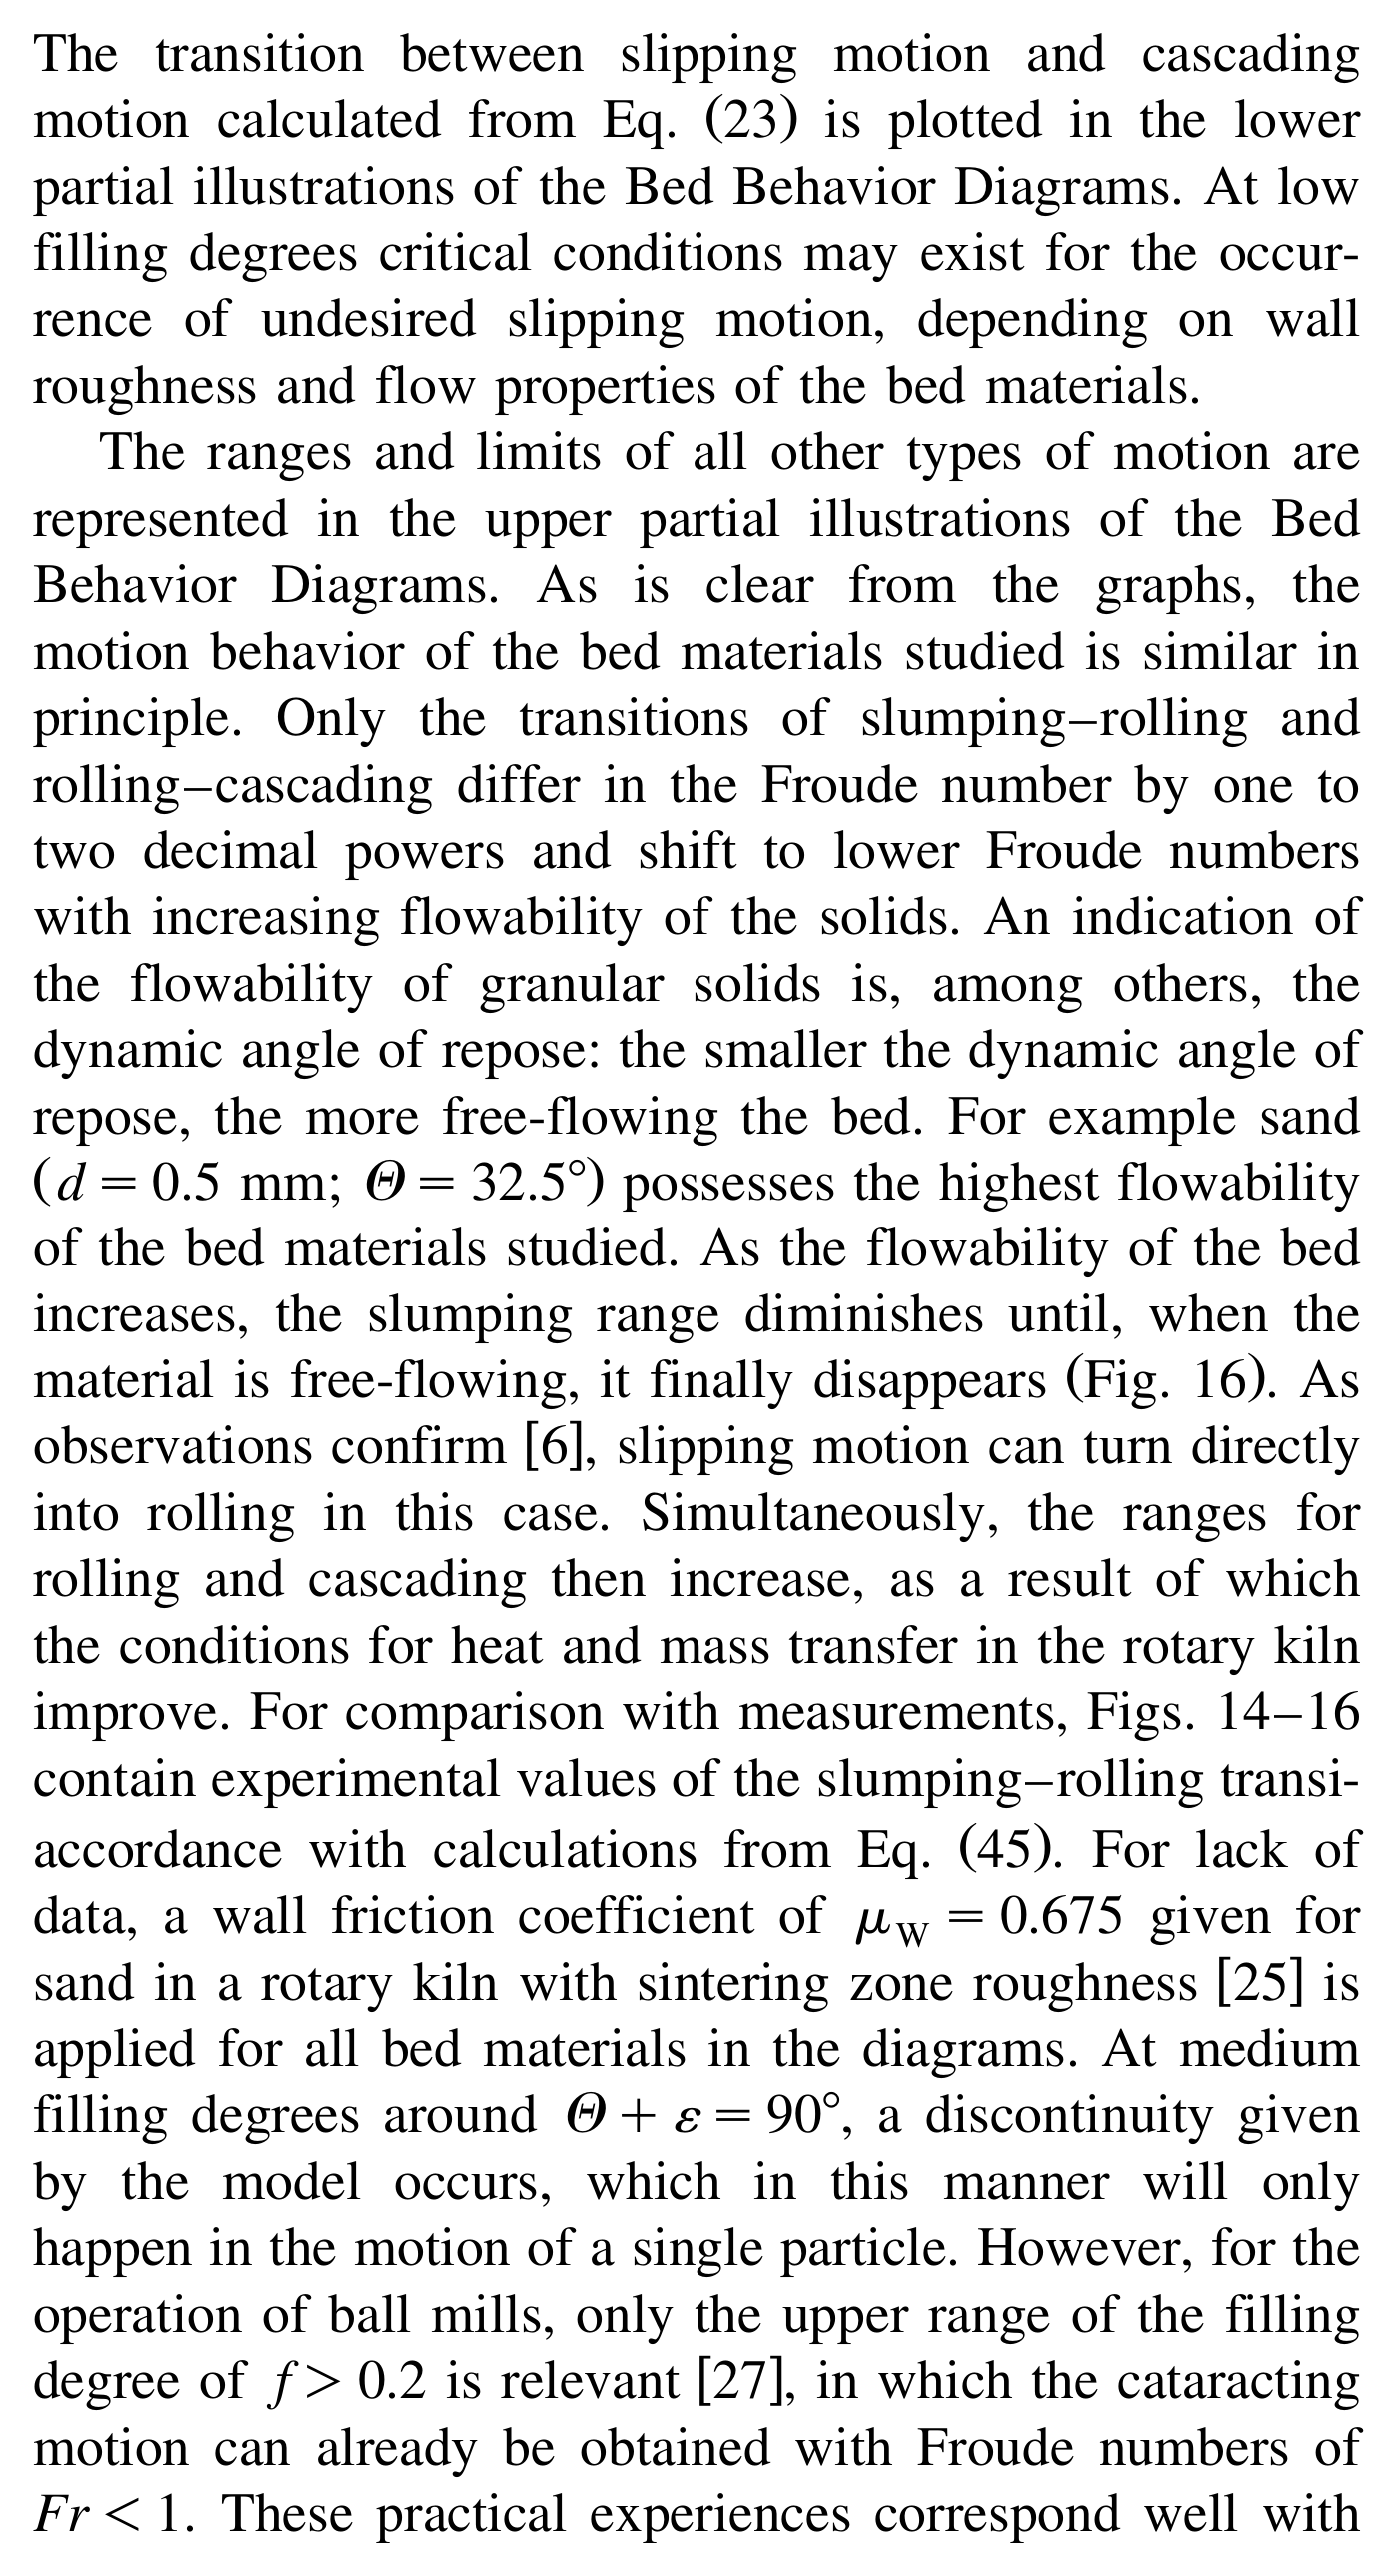 The transition between slipping motion and cascading
motion calculated from Eq. (23) is plotted in the lower
partial illustrations of the Bed Behavior Diagrams. At low
filling degrees critical conditions may exist for the occur-
rence of undesired slipping motion, depending on wall
roughness and flow properties of the bed materials.
The ranges and limits of all other types of motion are
represented in the upper partial illustrations of the Bed
Behavior Diagrams. As is clear from the graphs, the
motion behavior of the bed materials studied is similar in
principle. Only the transitions of slumping–rolling and
rolling–cascading differ in the Froude number by one to
two decimal powers and shift to lower Froude numbers
with increasing flowability of the solids. An indication of
the flowability of granular solids is, among others, the
dynamic angle of repose: the smaller the dynamic angle of
repose, the more free-flowing the bed. For example sand
(d = 0.5 mm; Θ = 32.5°) possesses the highest flowability
of the bed materials studied. As the flowability of the bed
increases, the slumping range diminishes until, when the
material is free-flowing, it finally disappears (Fig. 16). As
observations confirm [6], slipping motion can turn directly
into rolling in this case. Simultaneously, the ranges for
rolling and cascading then increase, as a result of which
the conditions for heat and mass transfer in the rotary kiln
improve. For comparison with measurements, Figs. 14–16
contain experimental values of the slumping–rolling transi-
accordance with calculations from Eq. (45). For lack of
data, a wall friction coefficient of μ_W = 0.675 given for
sand in a rotary kiln with sintering zone roughness [25] is
applied for all bed materials in the diagrams. At medium
filling degrees around Θ + ε = 90°, a discontinuity given
by the model occurs, which in this manner will only
happen in the motion of a single particle. However, for the
operation of ball mills, only the upper range of the filling
degree of f > 0.2 is relevant [27], in which the cataracting
motion can already be obtained with Froude numbers of
Fr < 1. These practical experiences correspond well with